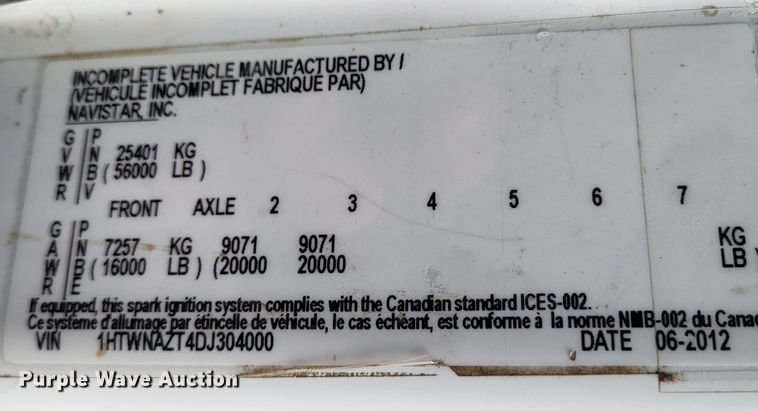 INCOMPLETE VEHICLE MANUFACTURED BY /
(VÉHICULE INCOMPLET FABRIQUE PAR)
NAVISTAR, INC.
G / P
V N 25401 KG
W B ( 56000 LB )
R V
FRONT AXLE 2 3 4 5 6 7
G / P
A N 7257 KG 9071 9071 KG
W B (16000 LB) (20000 20000 LB
R E
If equipped, this spark ignition system complies with the Canadian standard ICES-002.
Ce système d'allumage par étincelle de véhicule, le cas échéant, est conforme à la norme NMB-002 du Canad
VIN 1HTWNAZT4DJ304000 DATE 06-2012
Purple Wave Auction